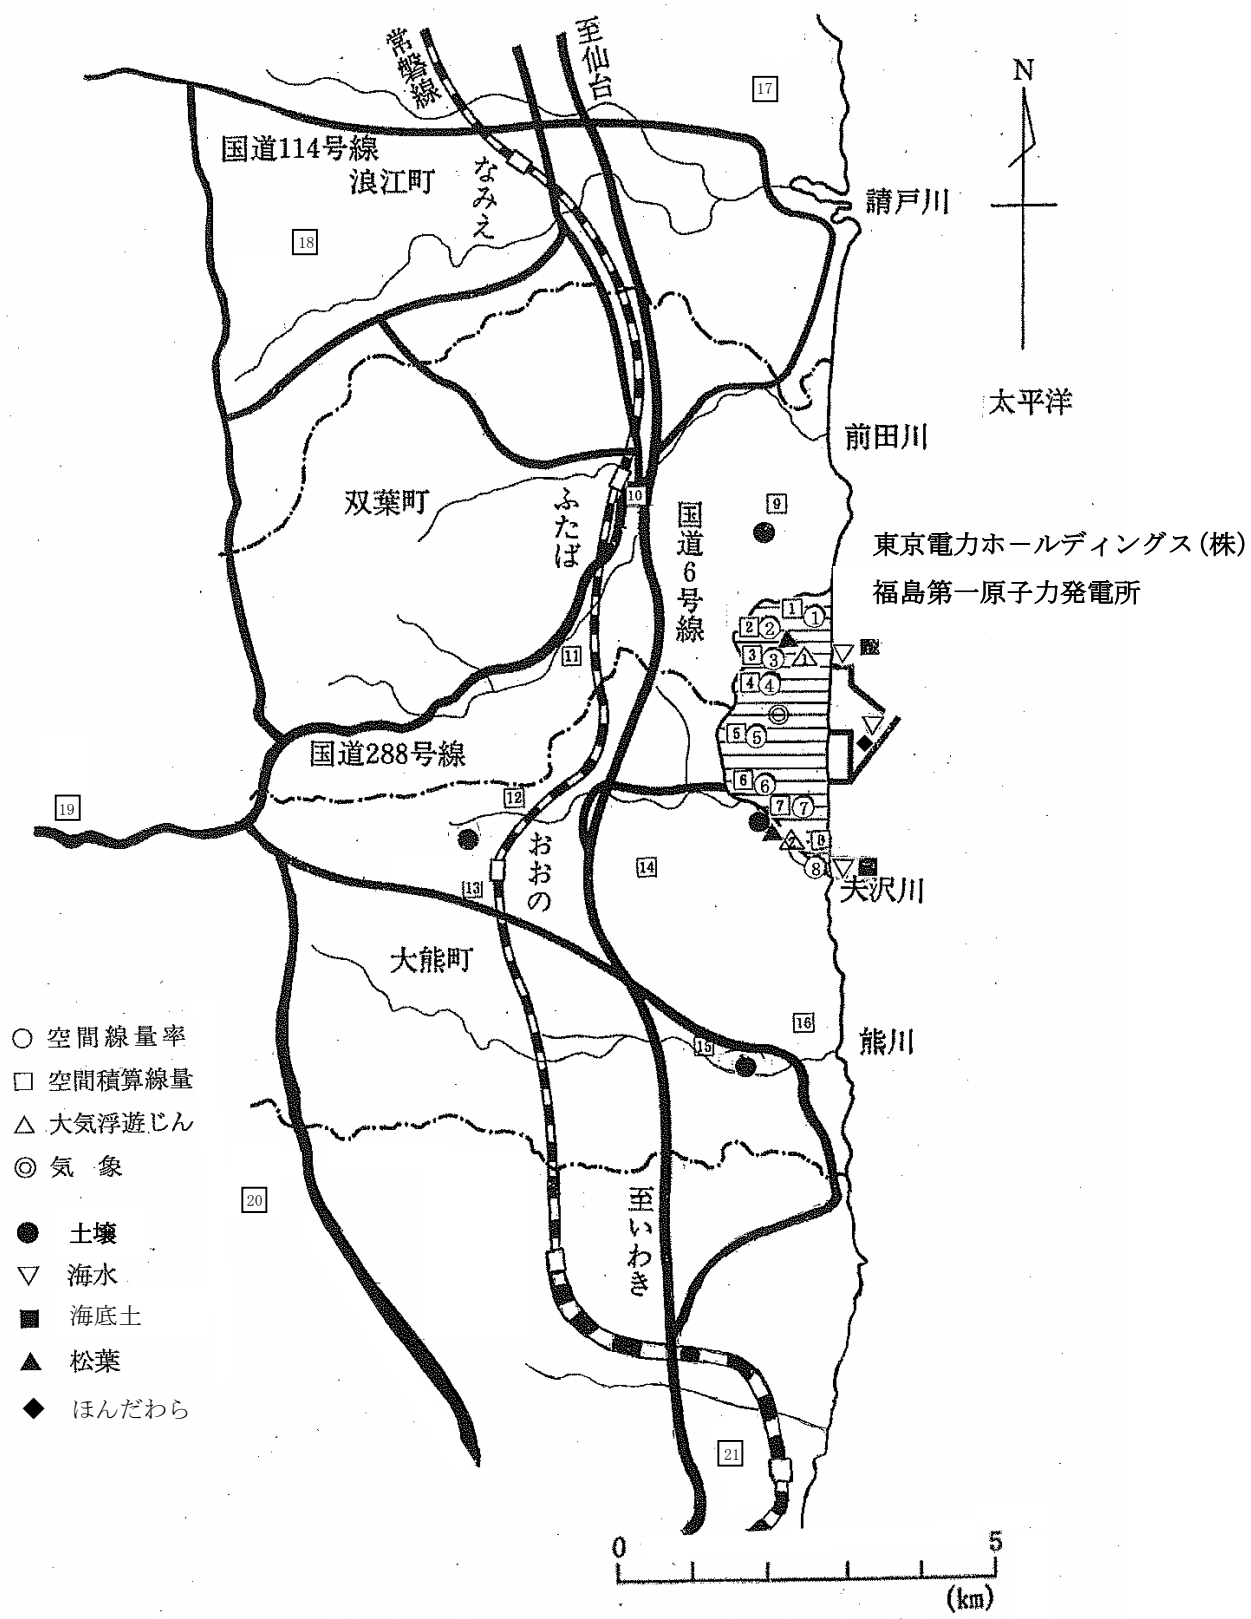 常磐線
至仙台
17
N
国道114号線
浪江町
なみえ
請戸川
18
太平洋
前田川
双葉町
ふたば
10
国道6号線
9
東京電力ホールディングス(株)
福島第一原子力発電所
1 ①
2 ②
3 ③ 1
4 ④
5 ⑤
6 ⑥
7 ⑦
2 8
⑧
11
国道288号線
12
19
おおの
13
14
夫沢川
大熊町
16
15
熊川
○ 空間線量率
□ 空間積算線量
△ 大気浮遊じん
◎ 気象
● 土壌
▽ 海水
■ 海底土
▲ 松葉
◆ ほんだわら
20
至いわき
21
0 5
(km)